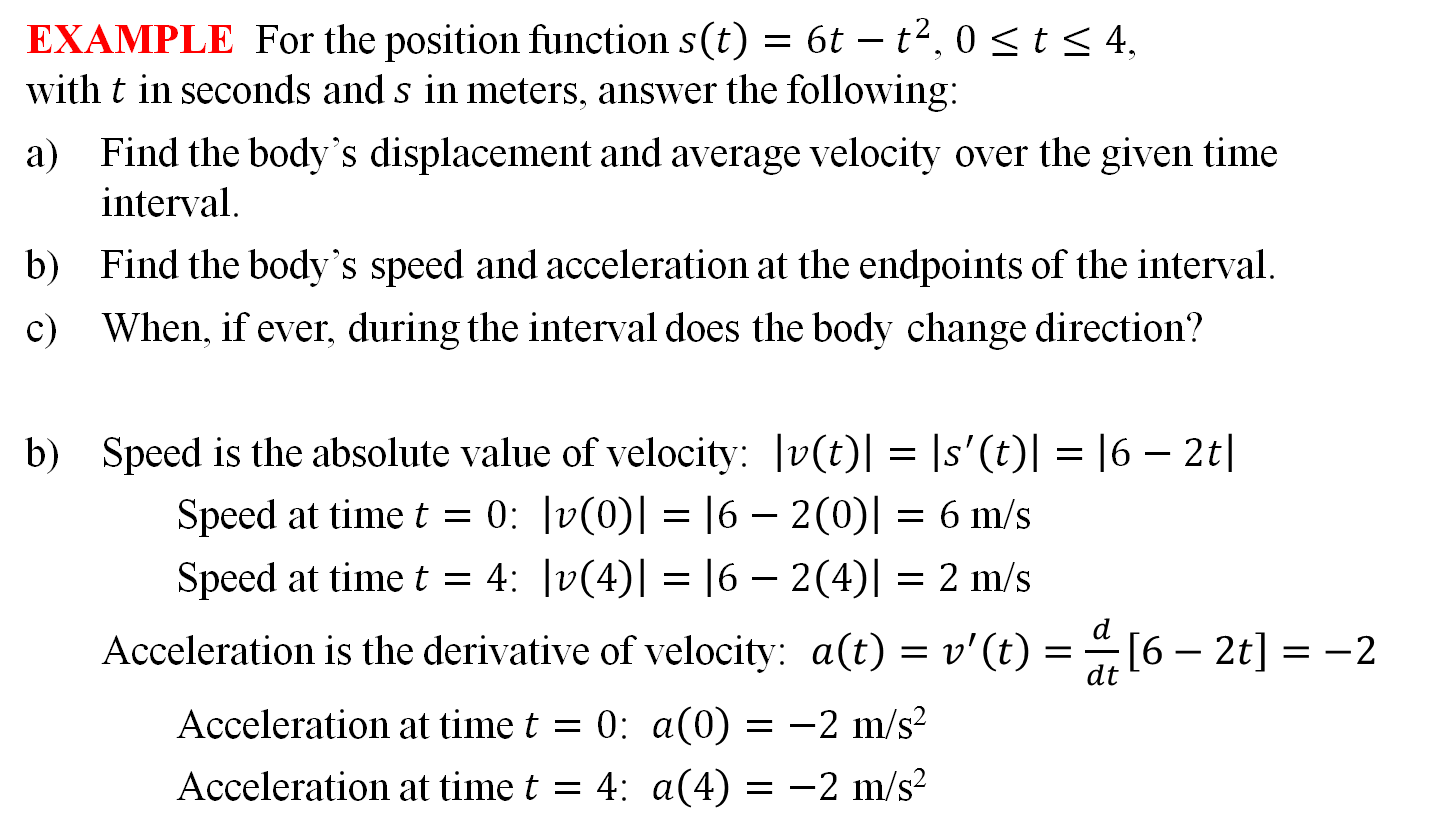 EXAMPLE For the position function s(t) = 6t − t², 0 ≤ t ≤ 4,
with t in seconds and s in meters, answer the following:
a) Find the body’s displacement and average velocity over the given time
interval.
b) Find the body’s speed and acceleration at the endpoints of the interval.
c) When, if ever, during the interval does the body change direction?
b) Speed is the absolute value of velocity: |v(t)| = |s′(t)| = |6 − 2t|
Speed at time t = 0: |v(0)| = |6 − 2(0)| = 6 m/s
Speed at time t = 4: |v(4)| = |6 − 2(4)| = 2 m/s
Acceleration is the derivative of velocity: a(t) = v′(t) = d/dt [6 − 2t] = −2
Acceleration at time t = 0: a(0) = −2 m/s²
Acceleration at time t = 4: a(4) = −2 m/s²